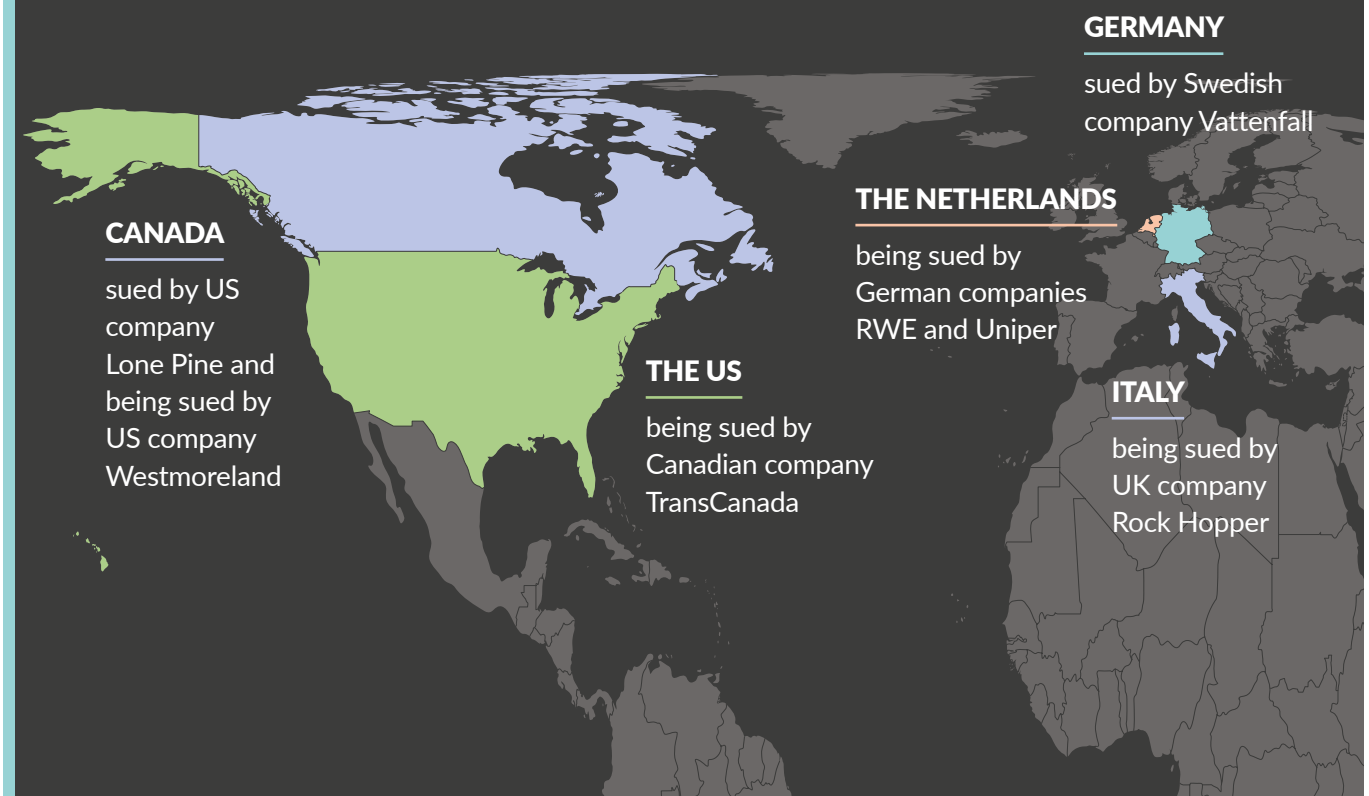 GERMANY
sued by Swedish
company Vattenfall
THE NETHERLANDS
being sued by
German companies
RWE and Uniper
CANADA
sued by US
company
Lone Pine and
being sued by
US company
Westmoreland
THE US
being sued by
Canadian company
TransCanada
ITALY
being sued by
UK company
Rock Hopper